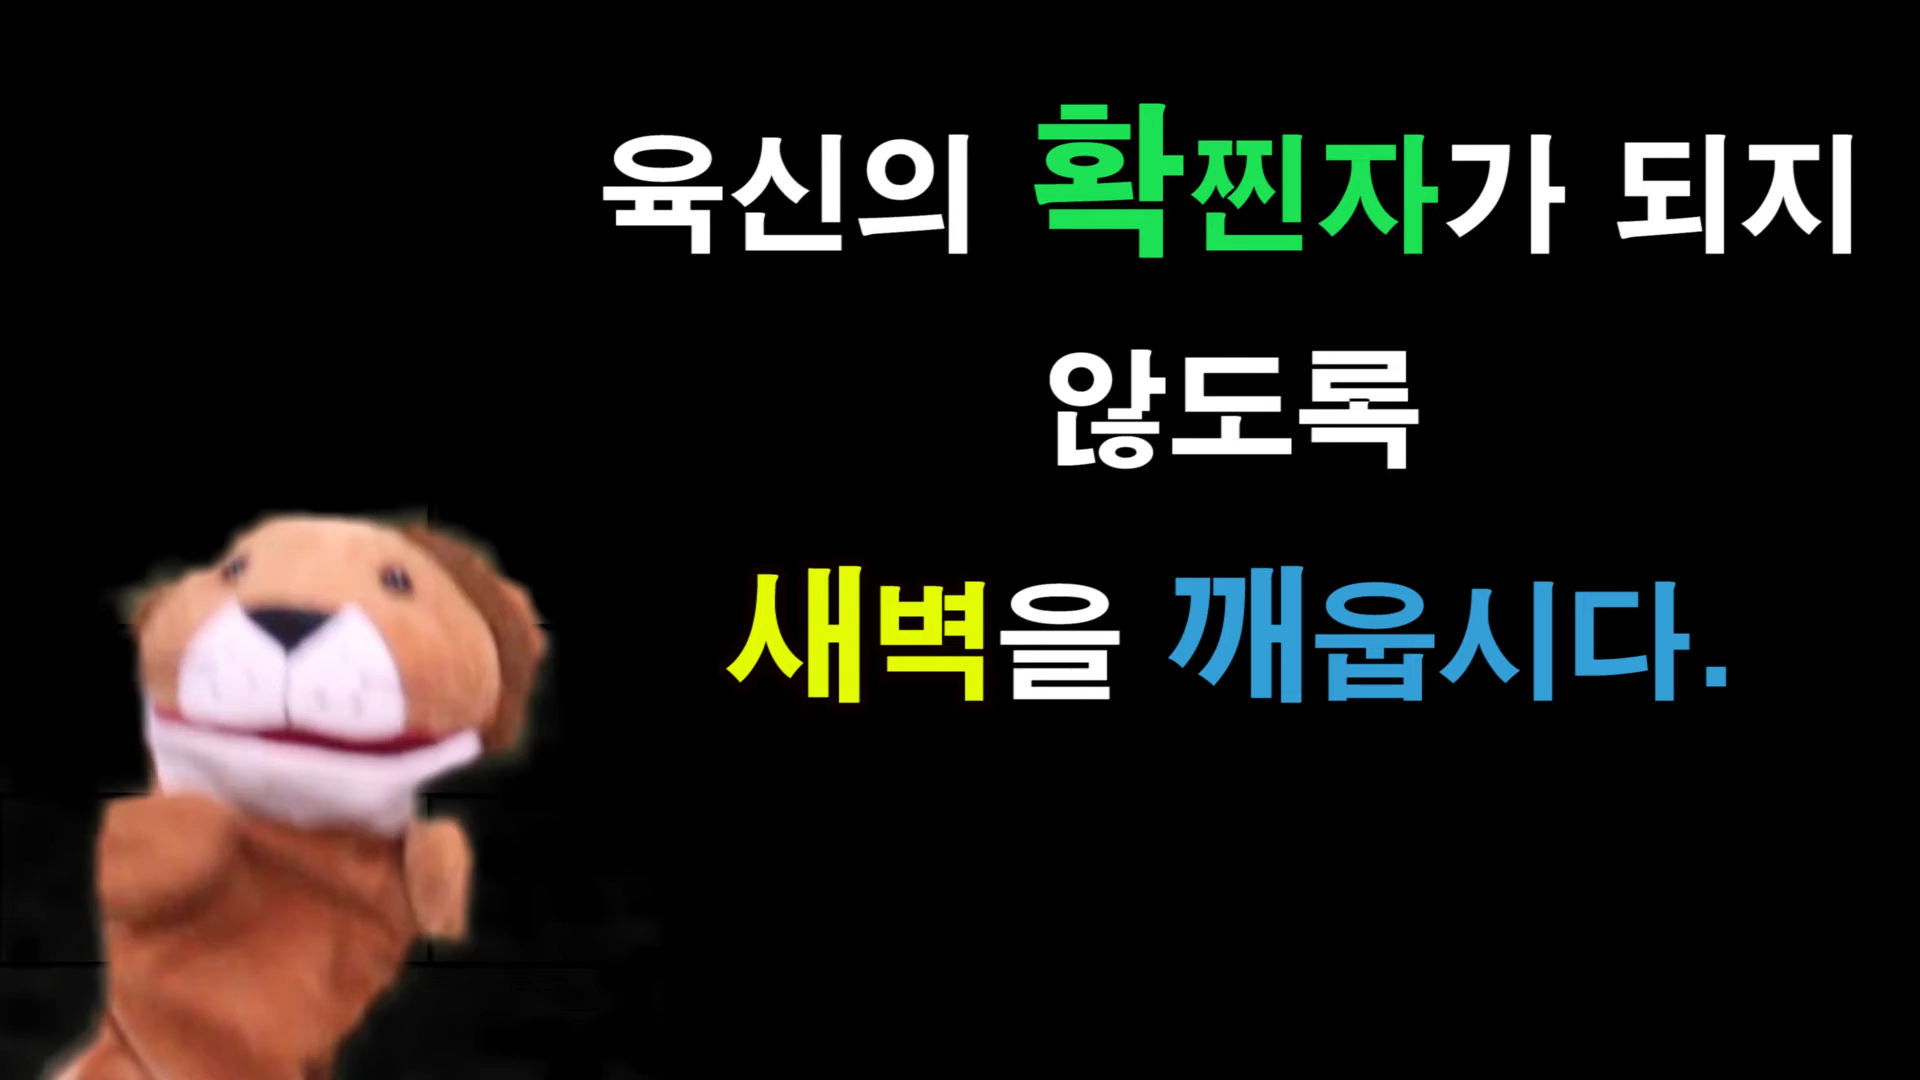 육신의 확찐자가 되지
않도록
새벽을 깨웁시다.